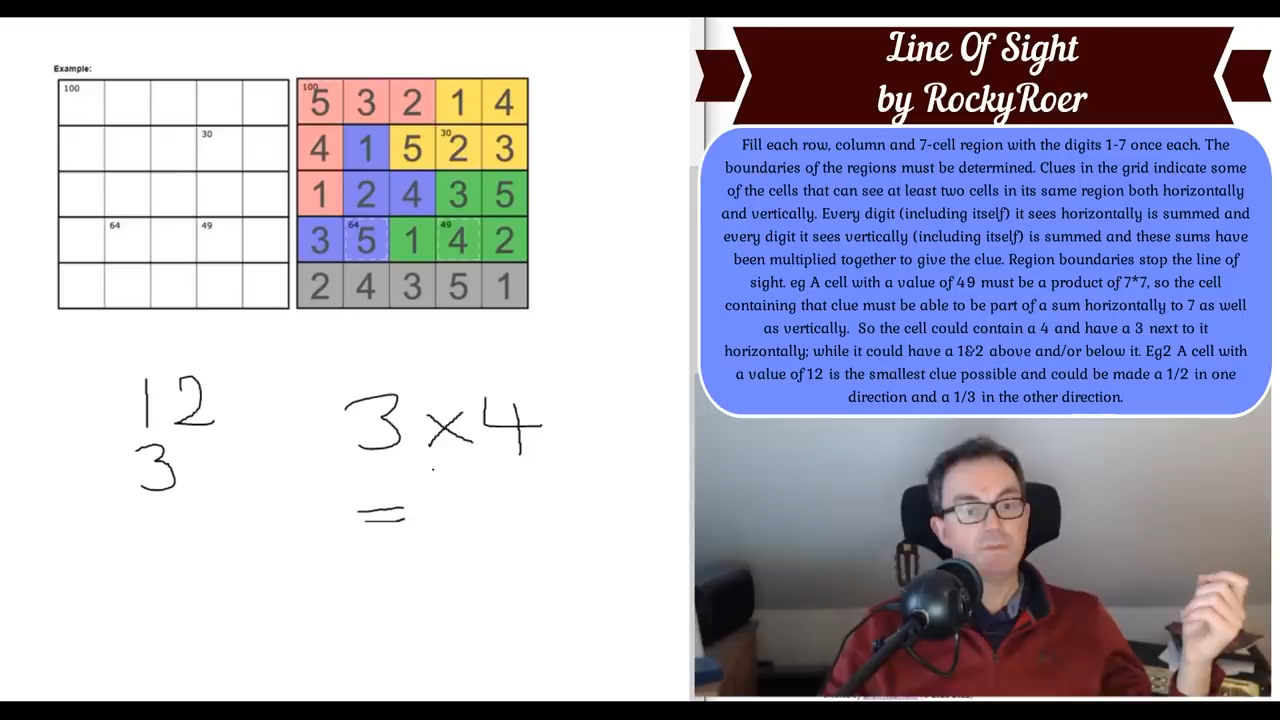 Line Of Sight
by RockyRoer
Fill each row, column and 7-cell region with the digits 1-7 once each. The
boundaries of the regions must be determined. Clues in the grid indicate some
of the cells that can see at least two cells in its same region both horizontally
and vertically. Every digit (including itself) it sees horizontally is summed and
every digit it sees vertically (including itself) is summed and these sums have
been multiplied together to give the clue. Region boundaries stop the line of
sight. eg A cell with a value of 49 must be a product of 7*7, so the cell
containing that clue must be able to be part of a sum horizontally to 7 as well
as vertically. So the cell could contain a 4 and have a 3 next to it
horizontally; while it could have a 1&2 above and/or below it. Eg2 A cell with
a value of 12 is the smallest clue possible and could be made a 1/2 in one
direction and a 1/3 in the other direction.
Example:
100
30
64 49
100
5 3 2 1 4
30
4 1 5 2 3
1 2 4 3 5
64 49
3 5 1 4 2
2 4 3 5 1
12
3
3 x 4
=